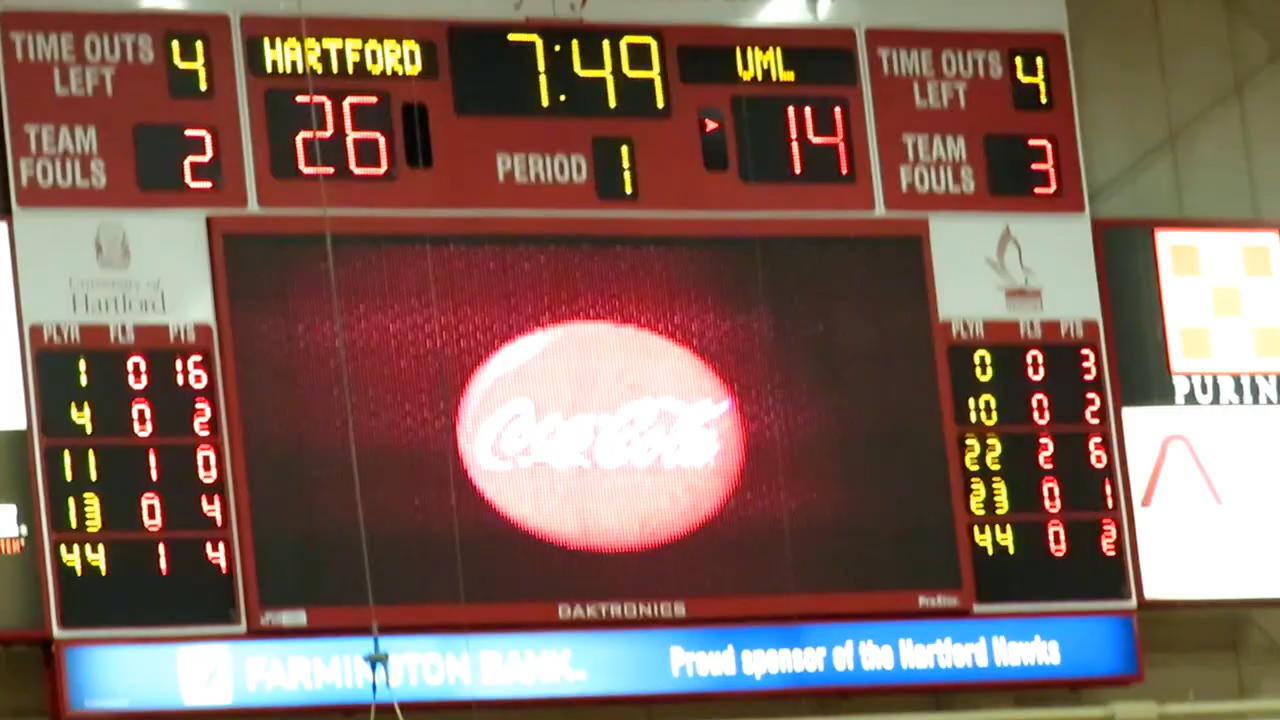 TIME OUTS LEFT 4
HARTFORD
7:49
UML
TIME OUTS LEFT 4
TEAM FOULS 2
26
PERIOD 1
14
TEAM FOULS 3
University of
Hartford
PLYR FLS PTS
1 0 16
4 0 2
11 1 0
13 0 4
44 1 4
Coca-Cola
PLYR FLS PTS
0 0 3
10 0 2
22 2 6
23 0 1
44 0 2
PURIN
DAKTRONICS
ProStar
FARMINGTON BANK.
Proud sponsor of the Hartford Hawks